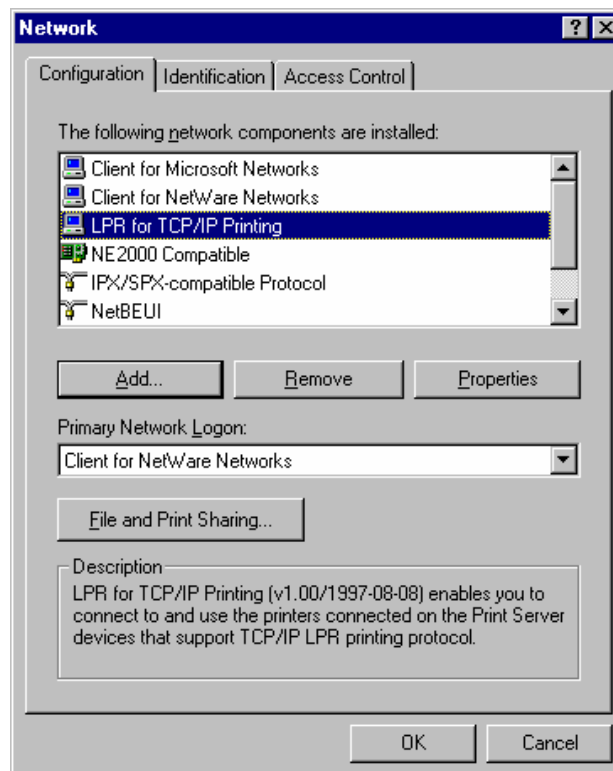 Network
Configuration Identification Access Control
The following network components are installed:
Client for Microsoft Networks
Client for NetWare Networks
LPR for TCP/IP Printing
NE2000 Compatible
IPX/SPX-compatible Protocol
NetBEUI
Add... Remove Properties
Primary Network Logon:
Client for NetWare Networks
File and Print Sharing...
Description
LPR for TCP/IP Printing (v1.00/1997-08-08) enables you to
connect to and use the printers connected on the Print Server
devices that support TCP/IP LPR printing protocol.
OK Cancel